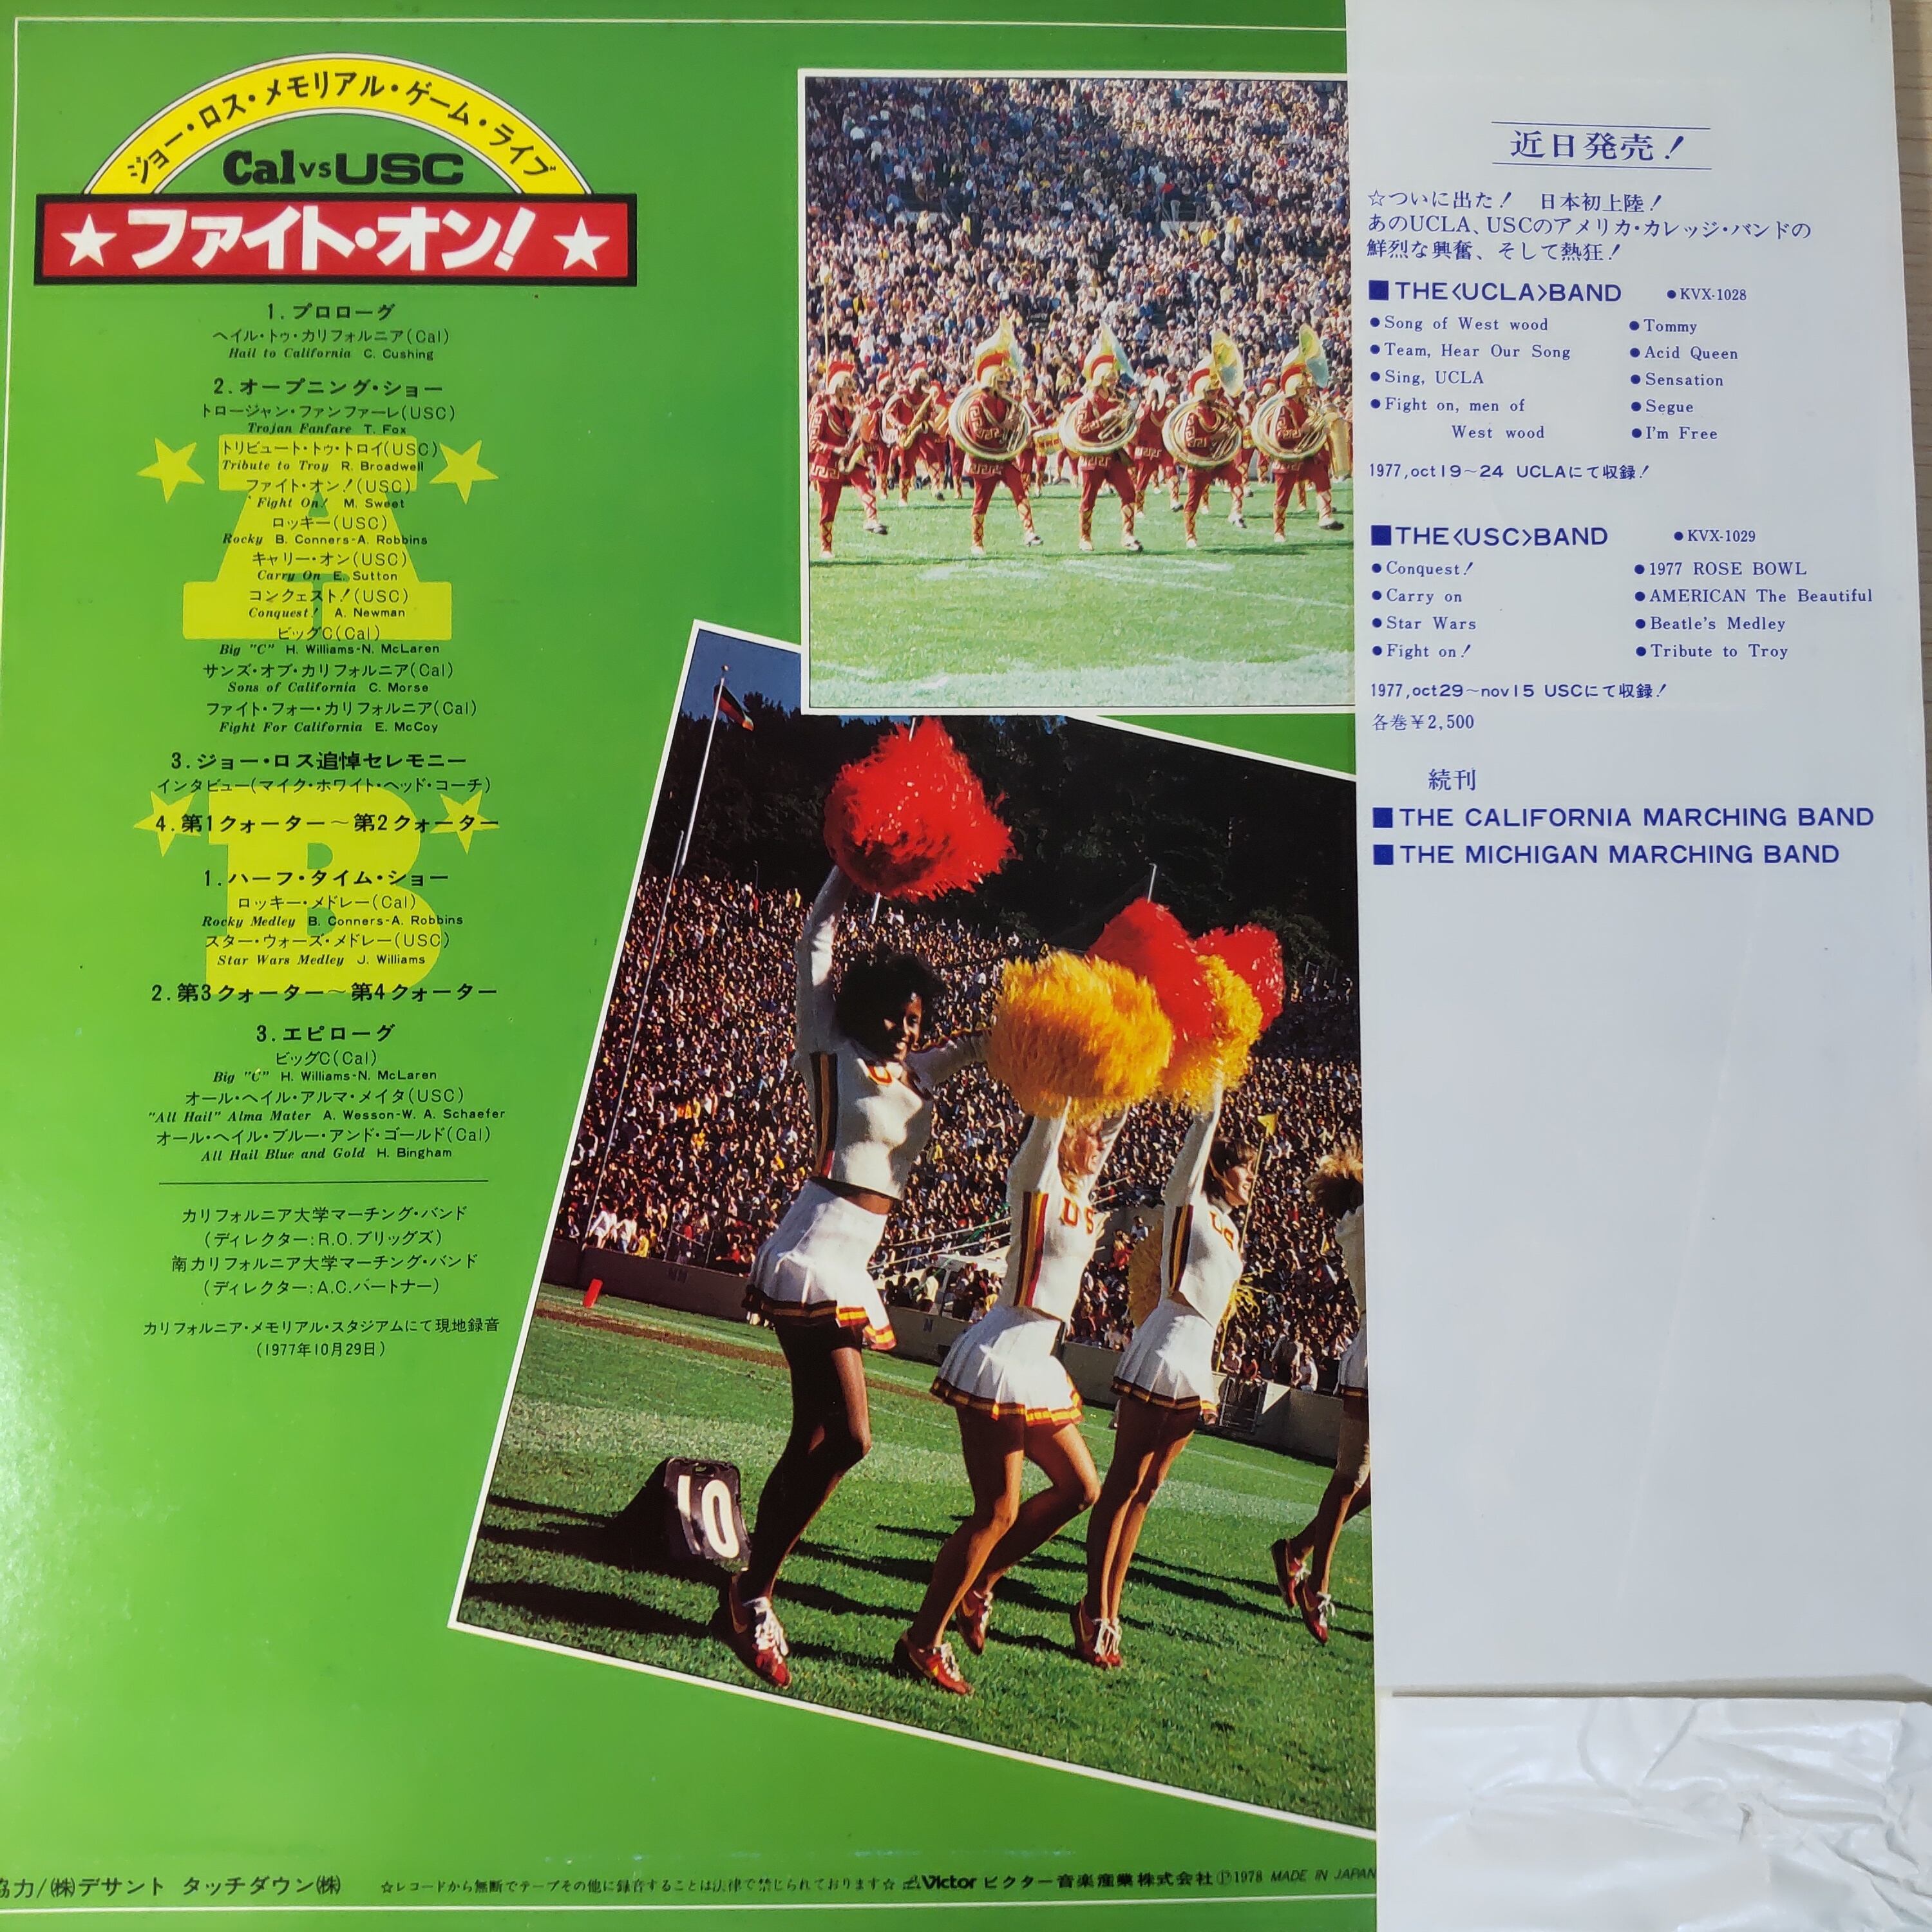 ジョー・ロス・メモリアル・ゲーム・ライブ
Cal vs USC
★ファイト・オン!★
1.プロローグ
ヘイル・トゥ・カリフォルニア(Cal)
Hail to California C. Cushing
2.オープニング・ショー
トロージャン・ファンファーレ(USC)
Trojan Fanfare T. Fox
A
トリビュート・トゥ・トロイ(USC)
Tribute to Troy R. Broadwell
ファイト・オン!(USC)
Fight On! M. Sweet
ロッキー(USC)
Rocky B. Conners-A. Robbins
キャリー・オン(USC)
Carry On E. Sutton
コンクェスト!(USC)
Conquest! A. Newman
ビッグC(Cal)
Big "C" H. Williams-N. McLaren
サンズ・オブ・カリフォルニア(Cal)
Sons of California C. Morse
ファイト・フォー・カリフォルニア(Cal)
Fight For California E. McCoy
3.ジョー・ロス追悼セレモニー
インタビュー(マイク・ホワイト・ヘッド・コーチ)
4.第1クォーター～第2クォーター
B
1.ハーフ・タイム・ショー
ロッキー・メドレー(Cal)
Rocky Medley B. Conners-A. Robbins
スター・ウォーズ・メドレー(USC)
Star Wars Medley J. Williams
2.第3クォーター～第4クォーター
3.エピローグ
ビッグC(Cal)
Big "C" H. Williams-N. McLaren
オール・ヘイル・アルマ・メイタ(USC)
"All Hail" Alma Mater A. Wesson-W. A. Schaefer
オール・ヘイル・ブルー・アンド・ゴールド(Cal)
All Hail Blue and Gold H. Bingham
カリフォルニア大学マーチング・バンド
(ディレクター:R.O.ブリッグズ)
南カリフォルニア大学マーチング・バンド
(ディレクター:A.C.バートナー)
カリフォルニア・メモリアル・スタジアムにて現地録音
(1977年10月29日)
U
US
US
10
協力/㈱デサント タッチダウン㈱
☆レコードから無断でテープその他に録音することは法律で禁じられております☆
Victor ビクター音楽産業株式会社 Ⓟ1978 MADE IN JAPAN
近日発売!
☆ついに出た! 日本初上陸!
あのUCLA、USCのアメリカ・カレッジ・バンドの
鮮烈な興奮、そして熱狂!
■THE<UCLA>BAND ●KVX-1028
●Song of West wood ●Tommy
●Team, Hear Our Song ●Acid Queen
●Sing, UCLA ●Sensation
●Fight on, men of ●Segue
West wood ●I'm Free
1977,oct19～24 UCLAにて収録!
■THE<USC>BAND ●KVX-1029
●Conquest! ●1977 ROSE BOWL
●Carry on ●AMERICAN The Beautiful
●Star Wars ●Beatle's Medley
●Fight on! ●Tribute to Troy
1977,oct29～nov15 USCにて収録!
各巻￥2,500
続刊
■THE CALIFORNIA MARCHING BAND
■THE MICHIGAN MARCHING BAND